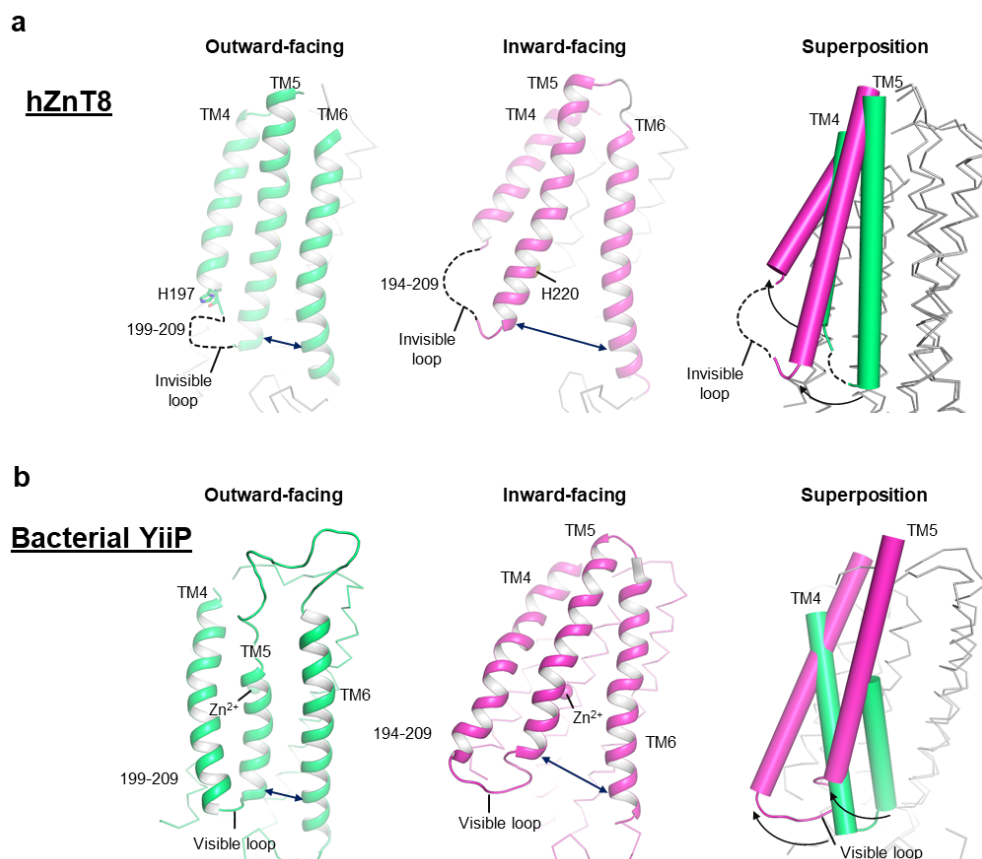 a
hZnT8
Outward-facing
Inward-facing
Superposition
TM5
TM4
TM6
H197
199-209
Invisible
loop
TM5
TM4
TM6
194-209
H220
Invisible
loop
TM5
TM4
Invisible
loop
b
Bacterial YiiP
Outward-facing
Inward-facing
Superposition
TM4
TM5
Zn²⁺
TM6
199-209
Visible loop
TM5
TM4
Zn²⁺
194-209
TM6
Visible loop
TM5
TM4
Visible loop